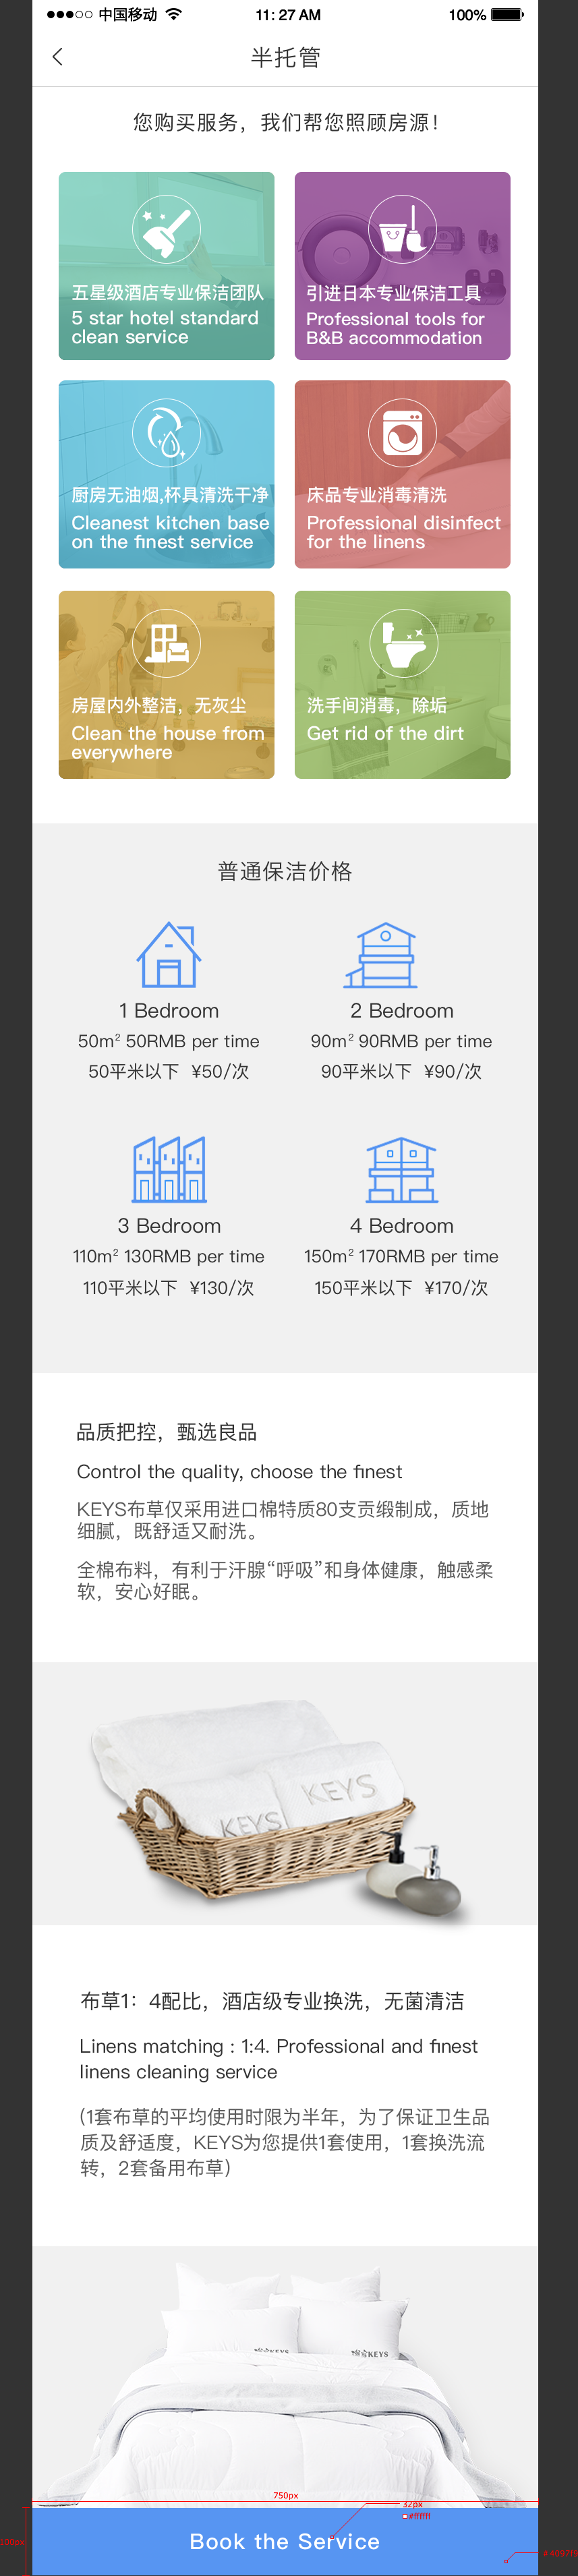 中国移动 11: 27 AM 100%
半托管
您购买服务，我们帮您照顾房源！
五星级酒店专业保洁团队
5 star hotel standard
clean service
引进日本专业保洁工具
Professional tools for
B&B accommodation
厨房无油烟,杯具清洗干净
Cleanest kitchen base
on the finest service
床品专业消毒清洗
Professional disinfect
for the linens
房屋内外整洁，无灰尘
Clean the house from
everywhere
洗手间消毒，除垢
Get rid of the dirt
普通保洁价格
1 Bedroom
50m² 50RMB per time
50平米以下 ¥50/次
2 Bedroom
90m² 90RMB per time
90平米以下 ¥90/次
3 Bedroom
110m² 130RMB per time
110平米以下 ¥130/次
4 Bedroom
150m² 170RMB per time
150平米以下 ¥170/次
品质把控，甄选良品
Control the quality, choose the finest
KEYS布草仅采用进口棉特质80支贡缎制成，质地
细腻，既舒适又耐洗。
全棉布料，有利于汗腺“呼吸”和身体健康，触感柔
软，安心好眠。
KEYS
KEYS
布草1：4配比，酒店级专业换洗，无菌清洁
Linens matching : 1:4. Professional and finest
linens cleaning service
(1套布草的平均使用时限为半年，为了保证卫生品
质及舒适度，KEYS为您提供1套使用，1套换洗流
转，2套备用布草)
KEYS
KEYS
750px
32px
#ffffff
100px
Book the Service
#4097f5